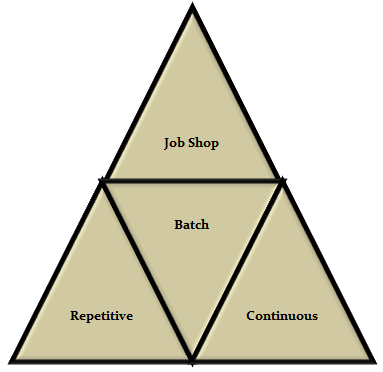 Job Shop
Batch
Repetitive
Continuous